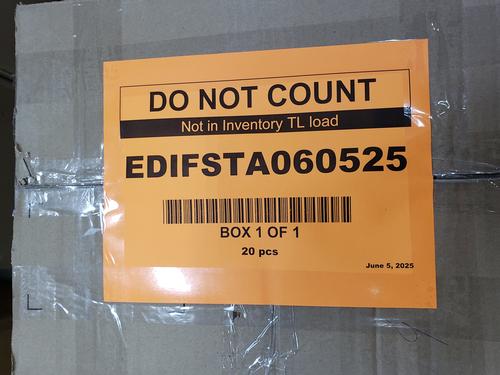 DO NOT COUNT
Not in Inventory TL load
EDIFSTA060525
BOX 1 OF 1
20 pcs
June 5, 2025